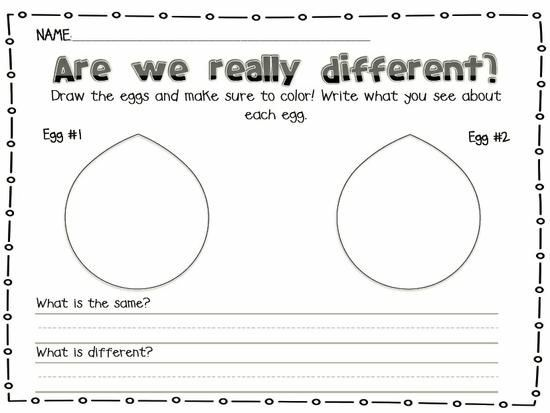 NAME:
Are we really different?
Draw the eggs and make sure to color! Write what you see about
each egg.
Egg #1
Egg #2
What is the same?
What is different?